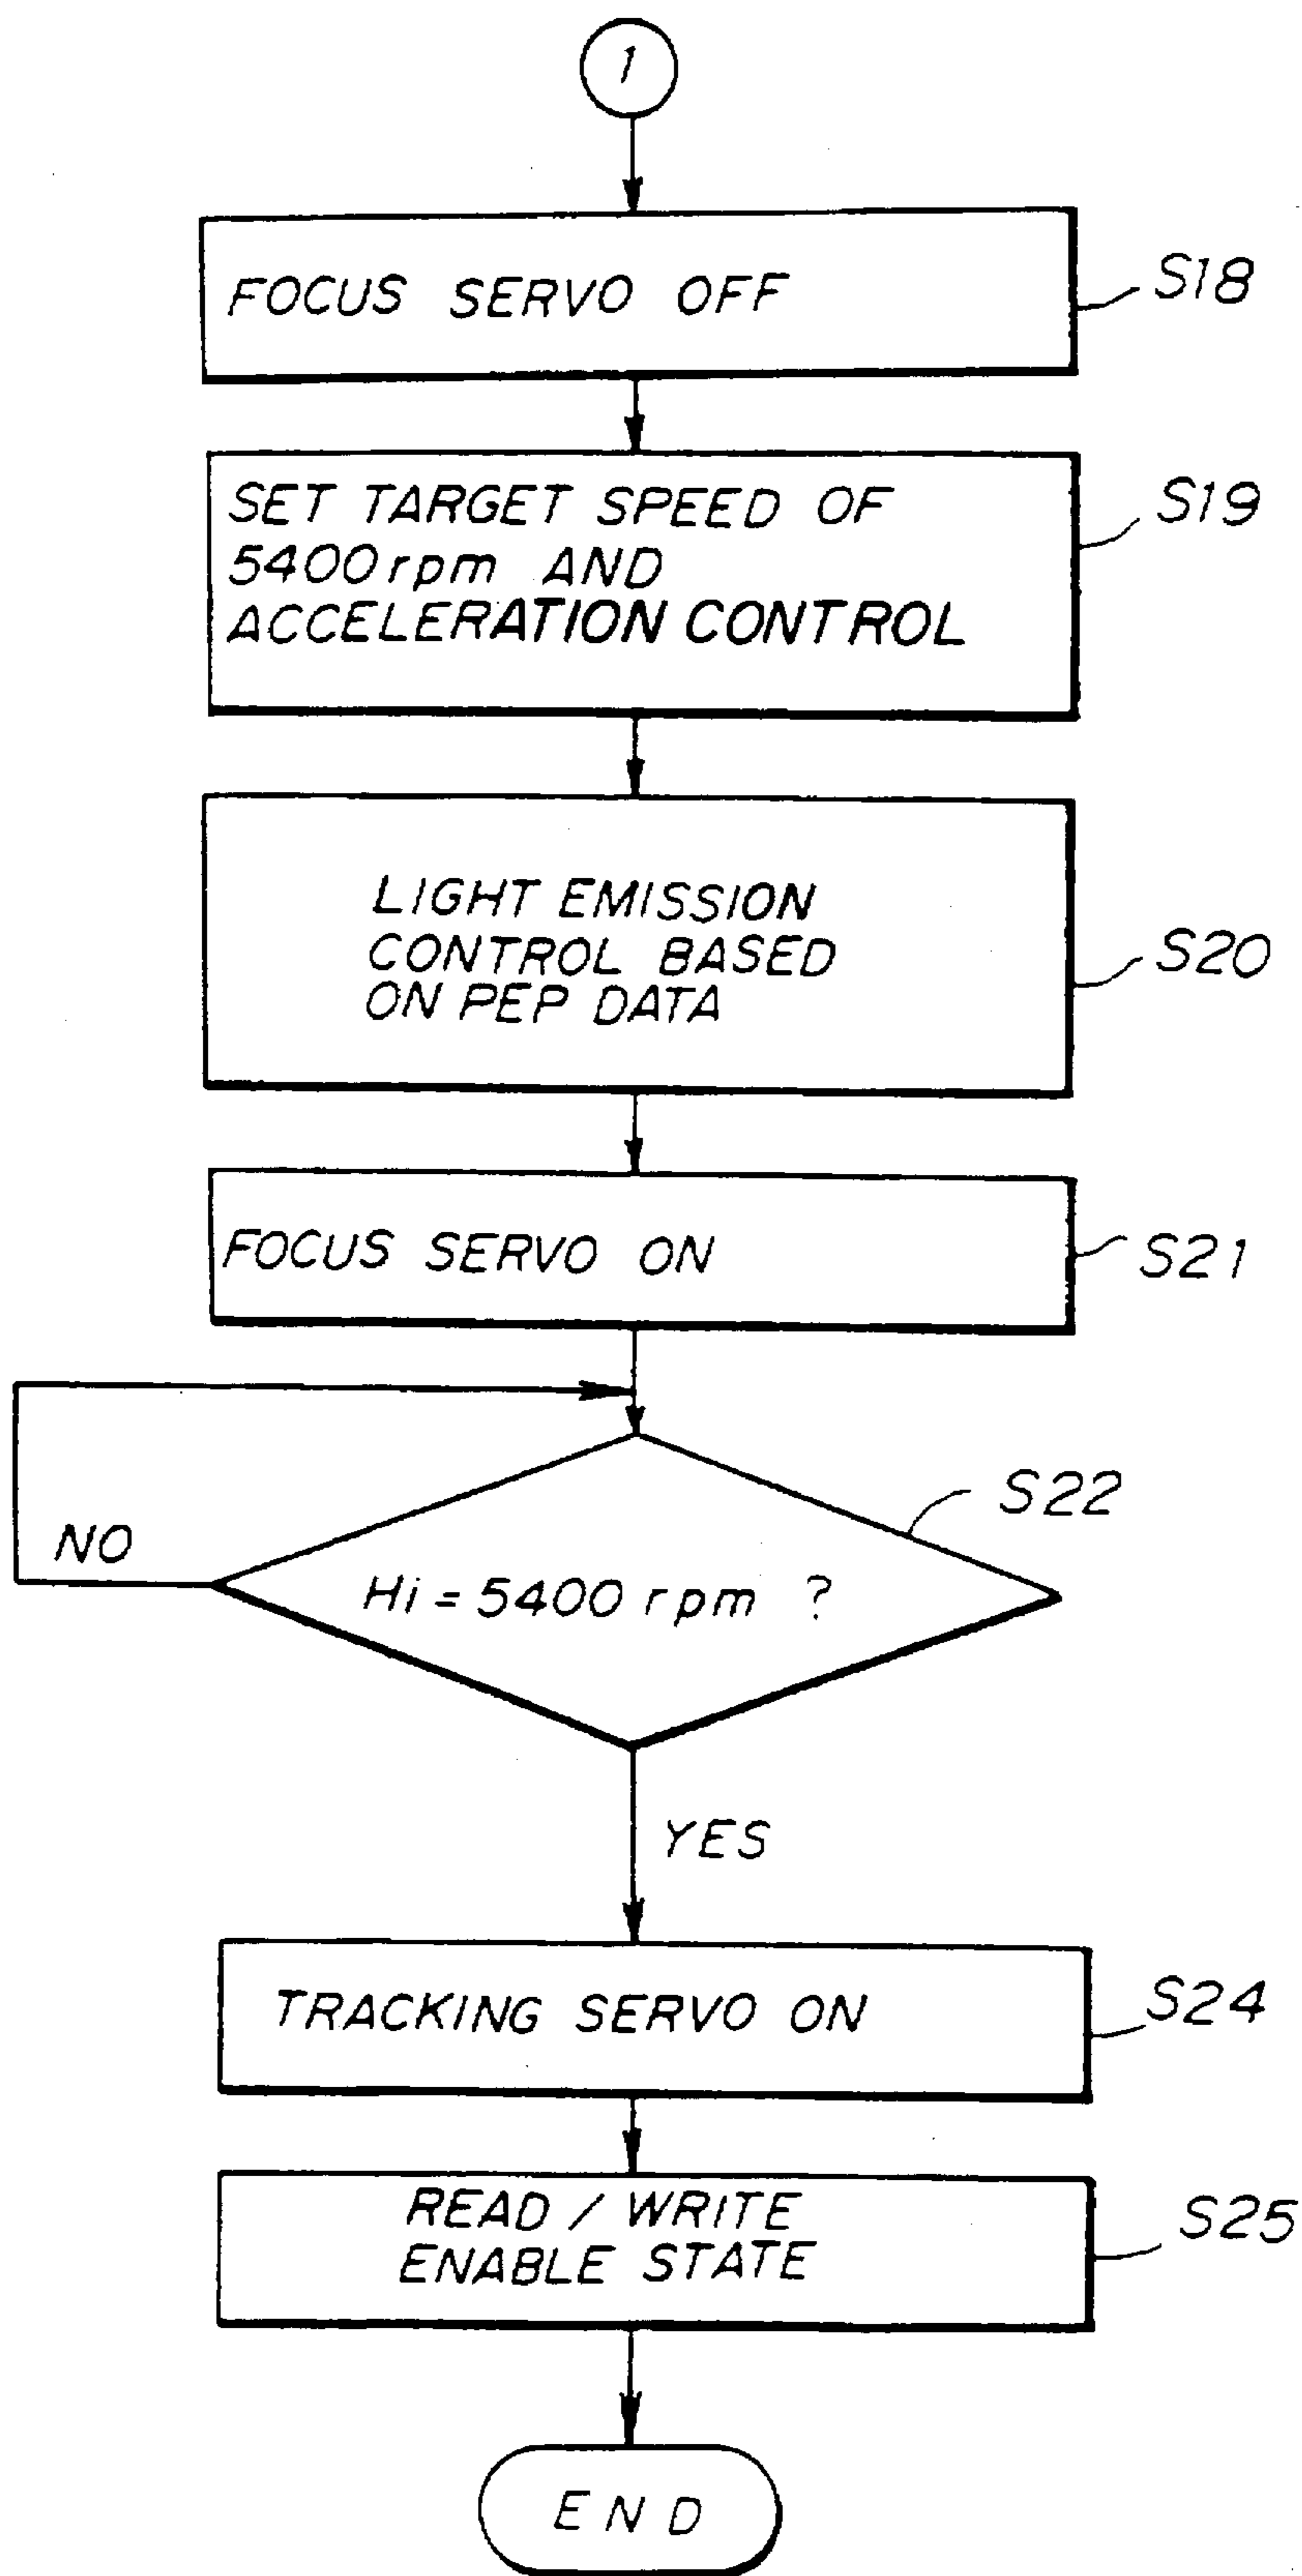 1
FOCUS SERVO OFF
S18
SET TARGET SPEED OF
5400rpm AND
ACCELERATION CONTROL
S19
LIGHT EMISSION
CONTROL BASED
ON PEP DATA
S20
FOCUS SERVO ON
S21
S22
NO
Hi = 5400 rpm ?
YES
TRACKING SERVO ON
S24
READ / WRITE
ENABLE STATE
S25
END